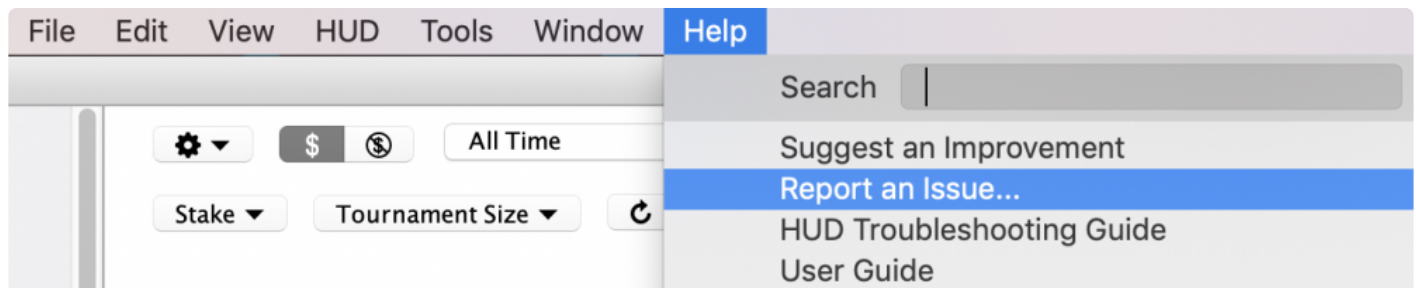 File Edit View HUD Tools Window Help
Search
$ $ All Time
Suggest an Improvement
Report an Issue...
Stake Tournament Size
HUD Troubleshooting Guide
User Guide